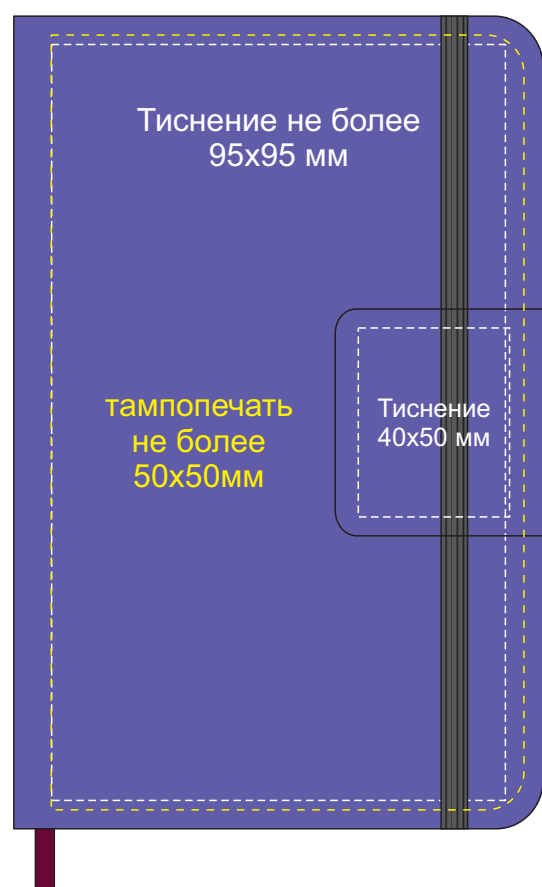 Тиснение не более
95х95 мм
тампопечать
не более
50х50мм
Тиснение
40х50 мм